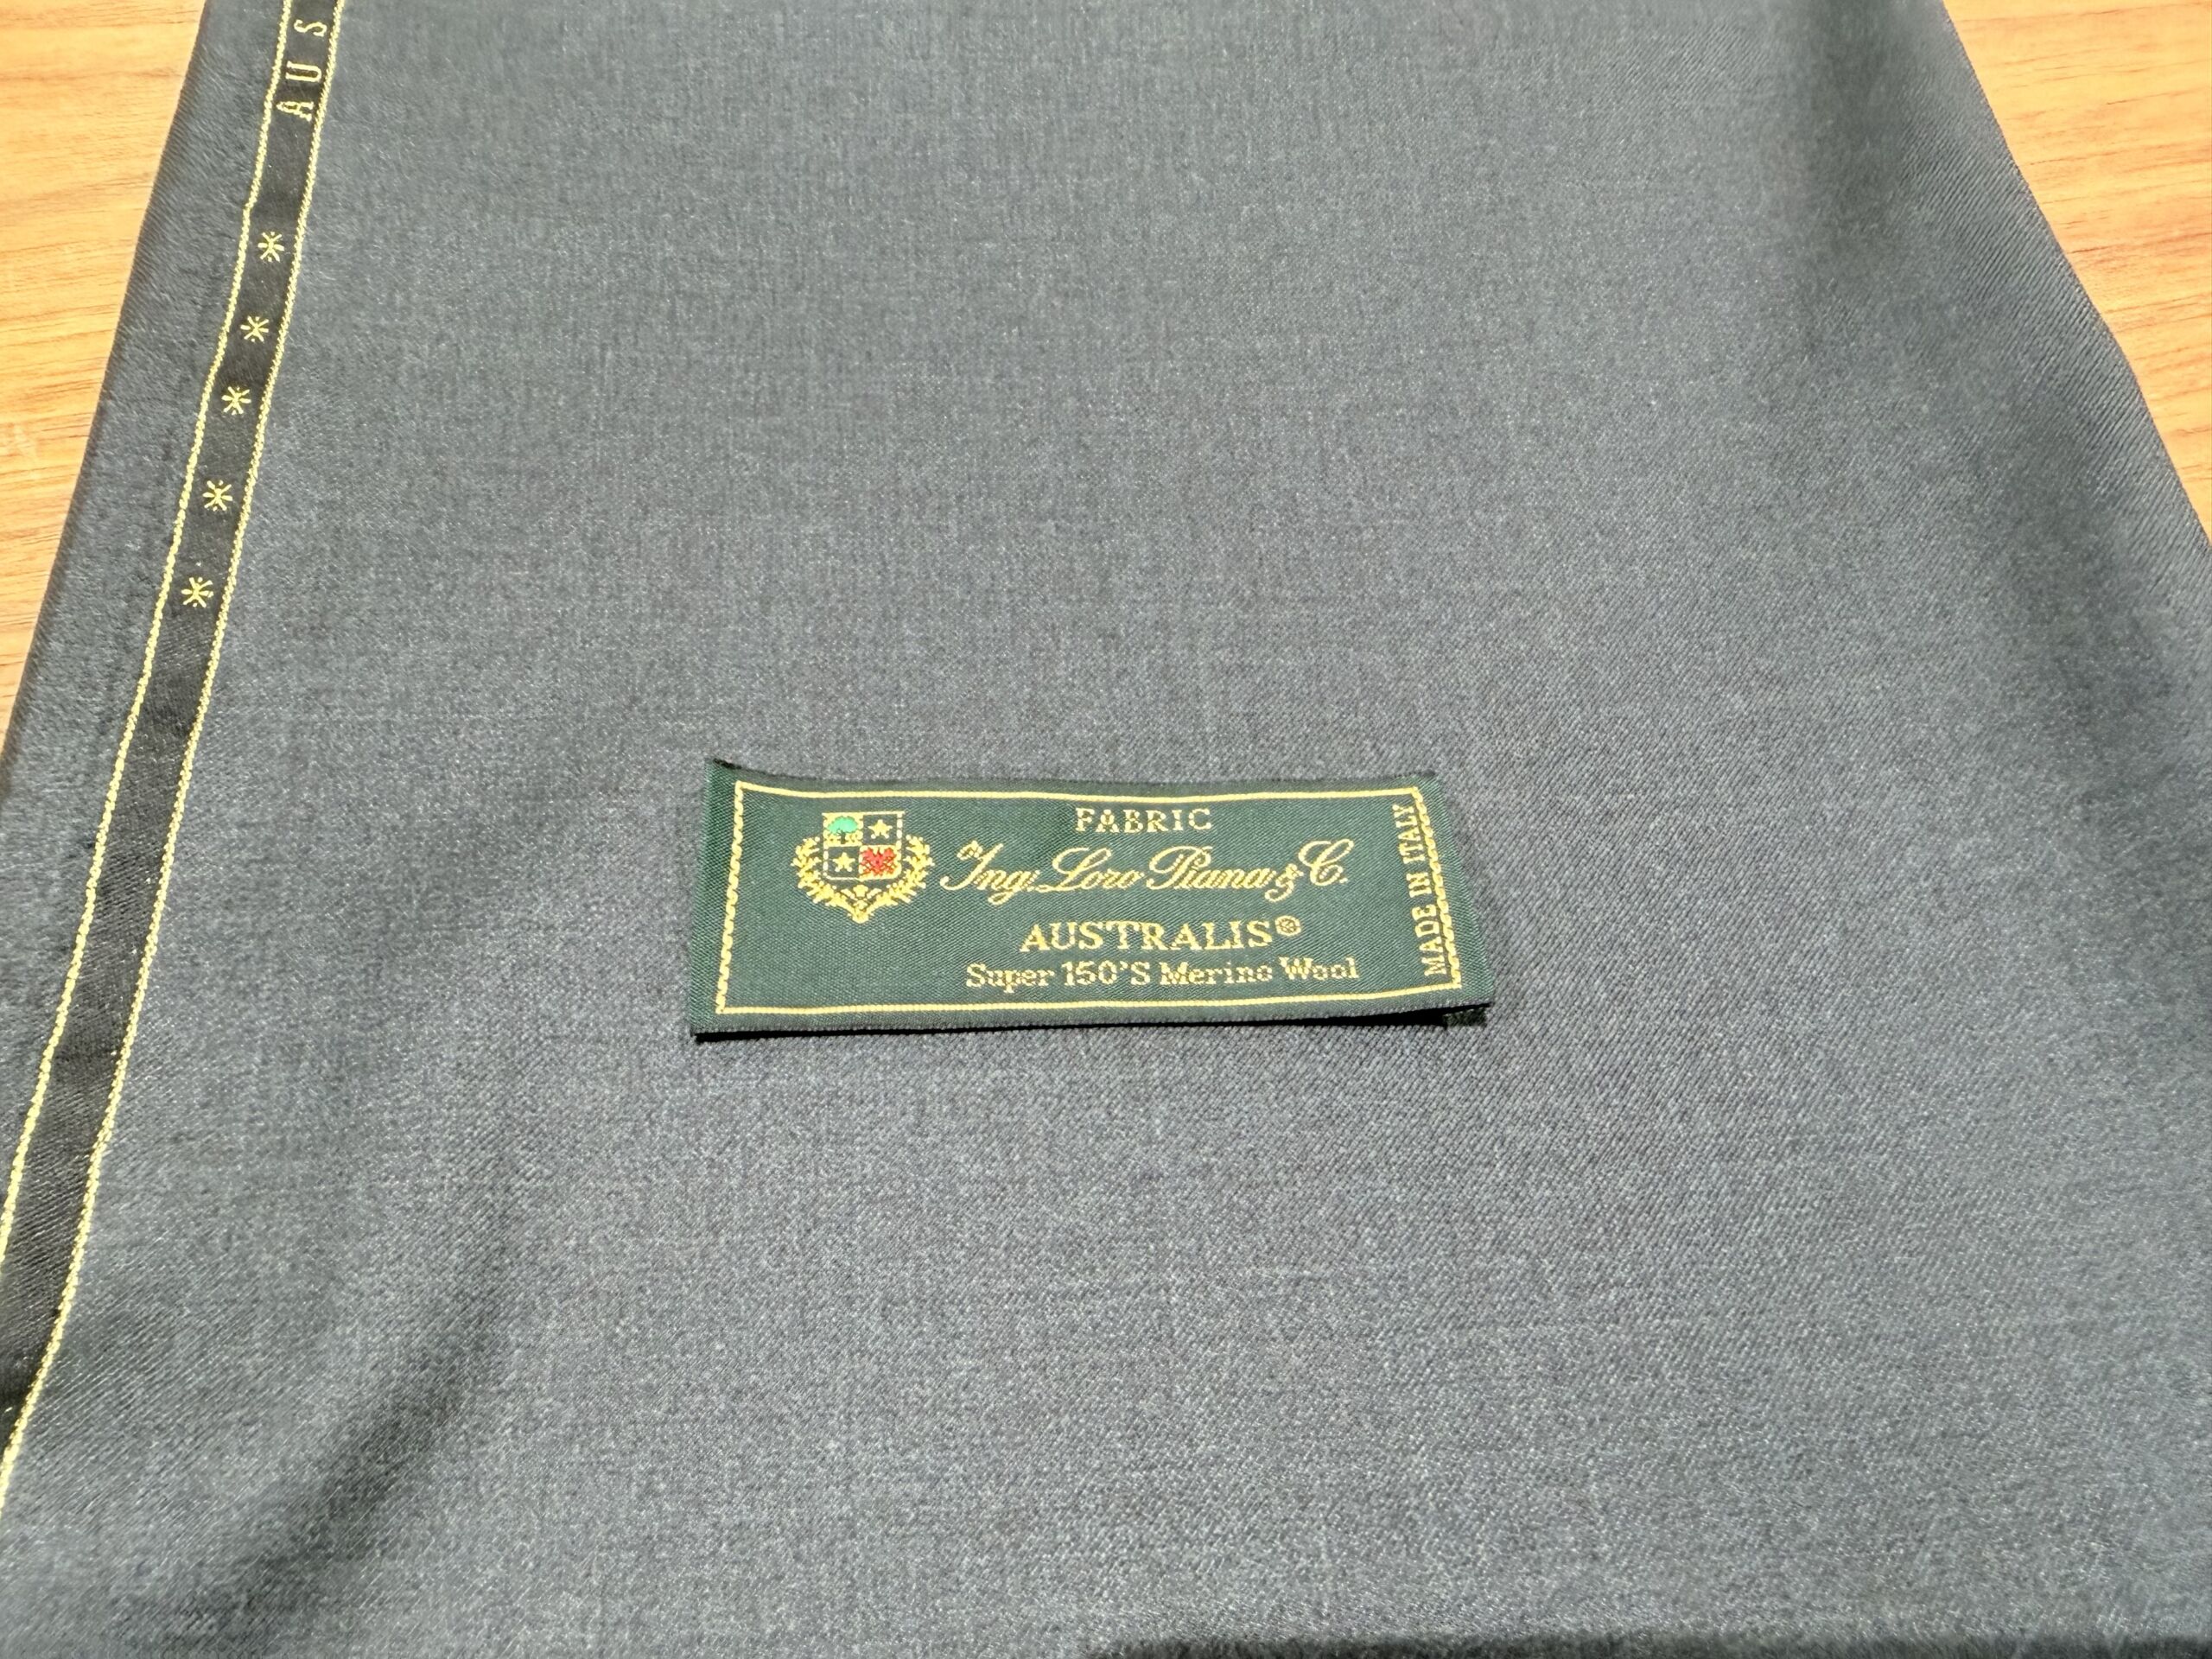 AUS
FABRIC
Ing. Loro Piana & C.
AUSTRALIS®
Super 150'S Merino Wool
MADE IN ITALY